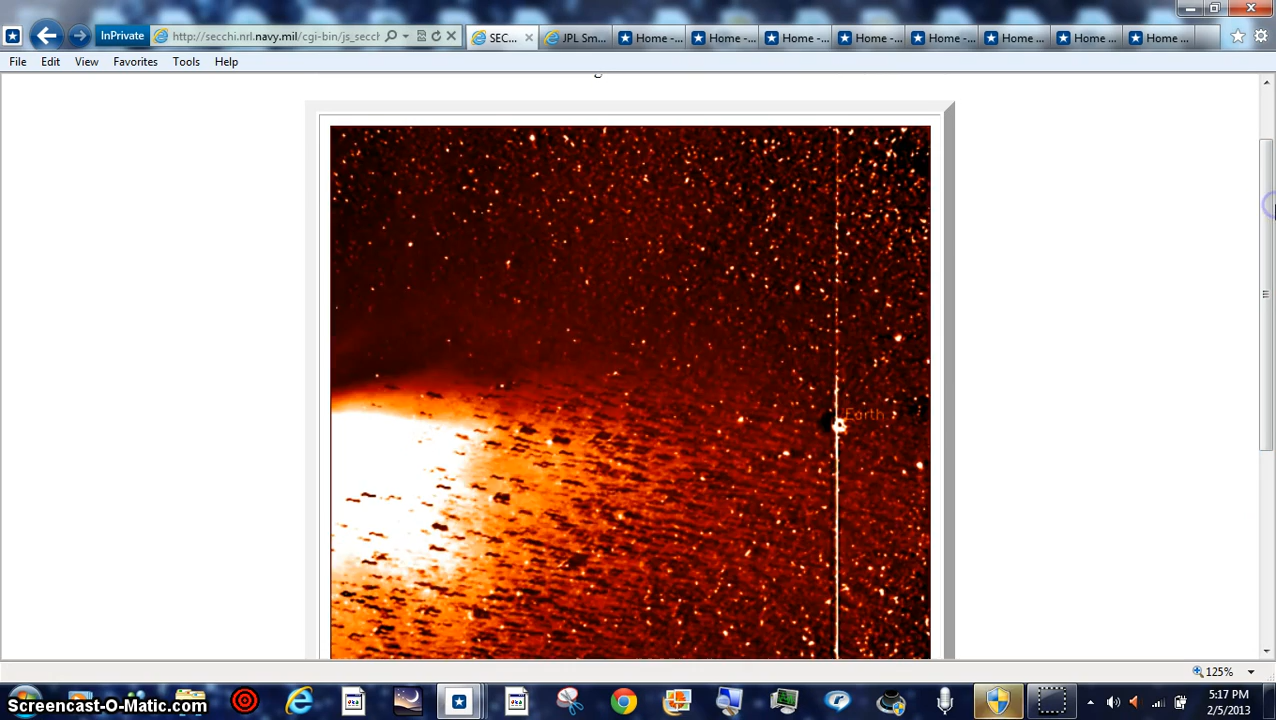 InPrivate
http://secchi.nrl.navy.mil/cgi-bin/js_secch
SEC...
JPL Sm...
Home -...
Home -...
Home -...
Home -...
Home -...
Home ...
Home ...
Home ...
File Edit View Favorites Tools Help
Earth
125%
Screencast-O-Matic.com
5:17 PM
2/5/2013